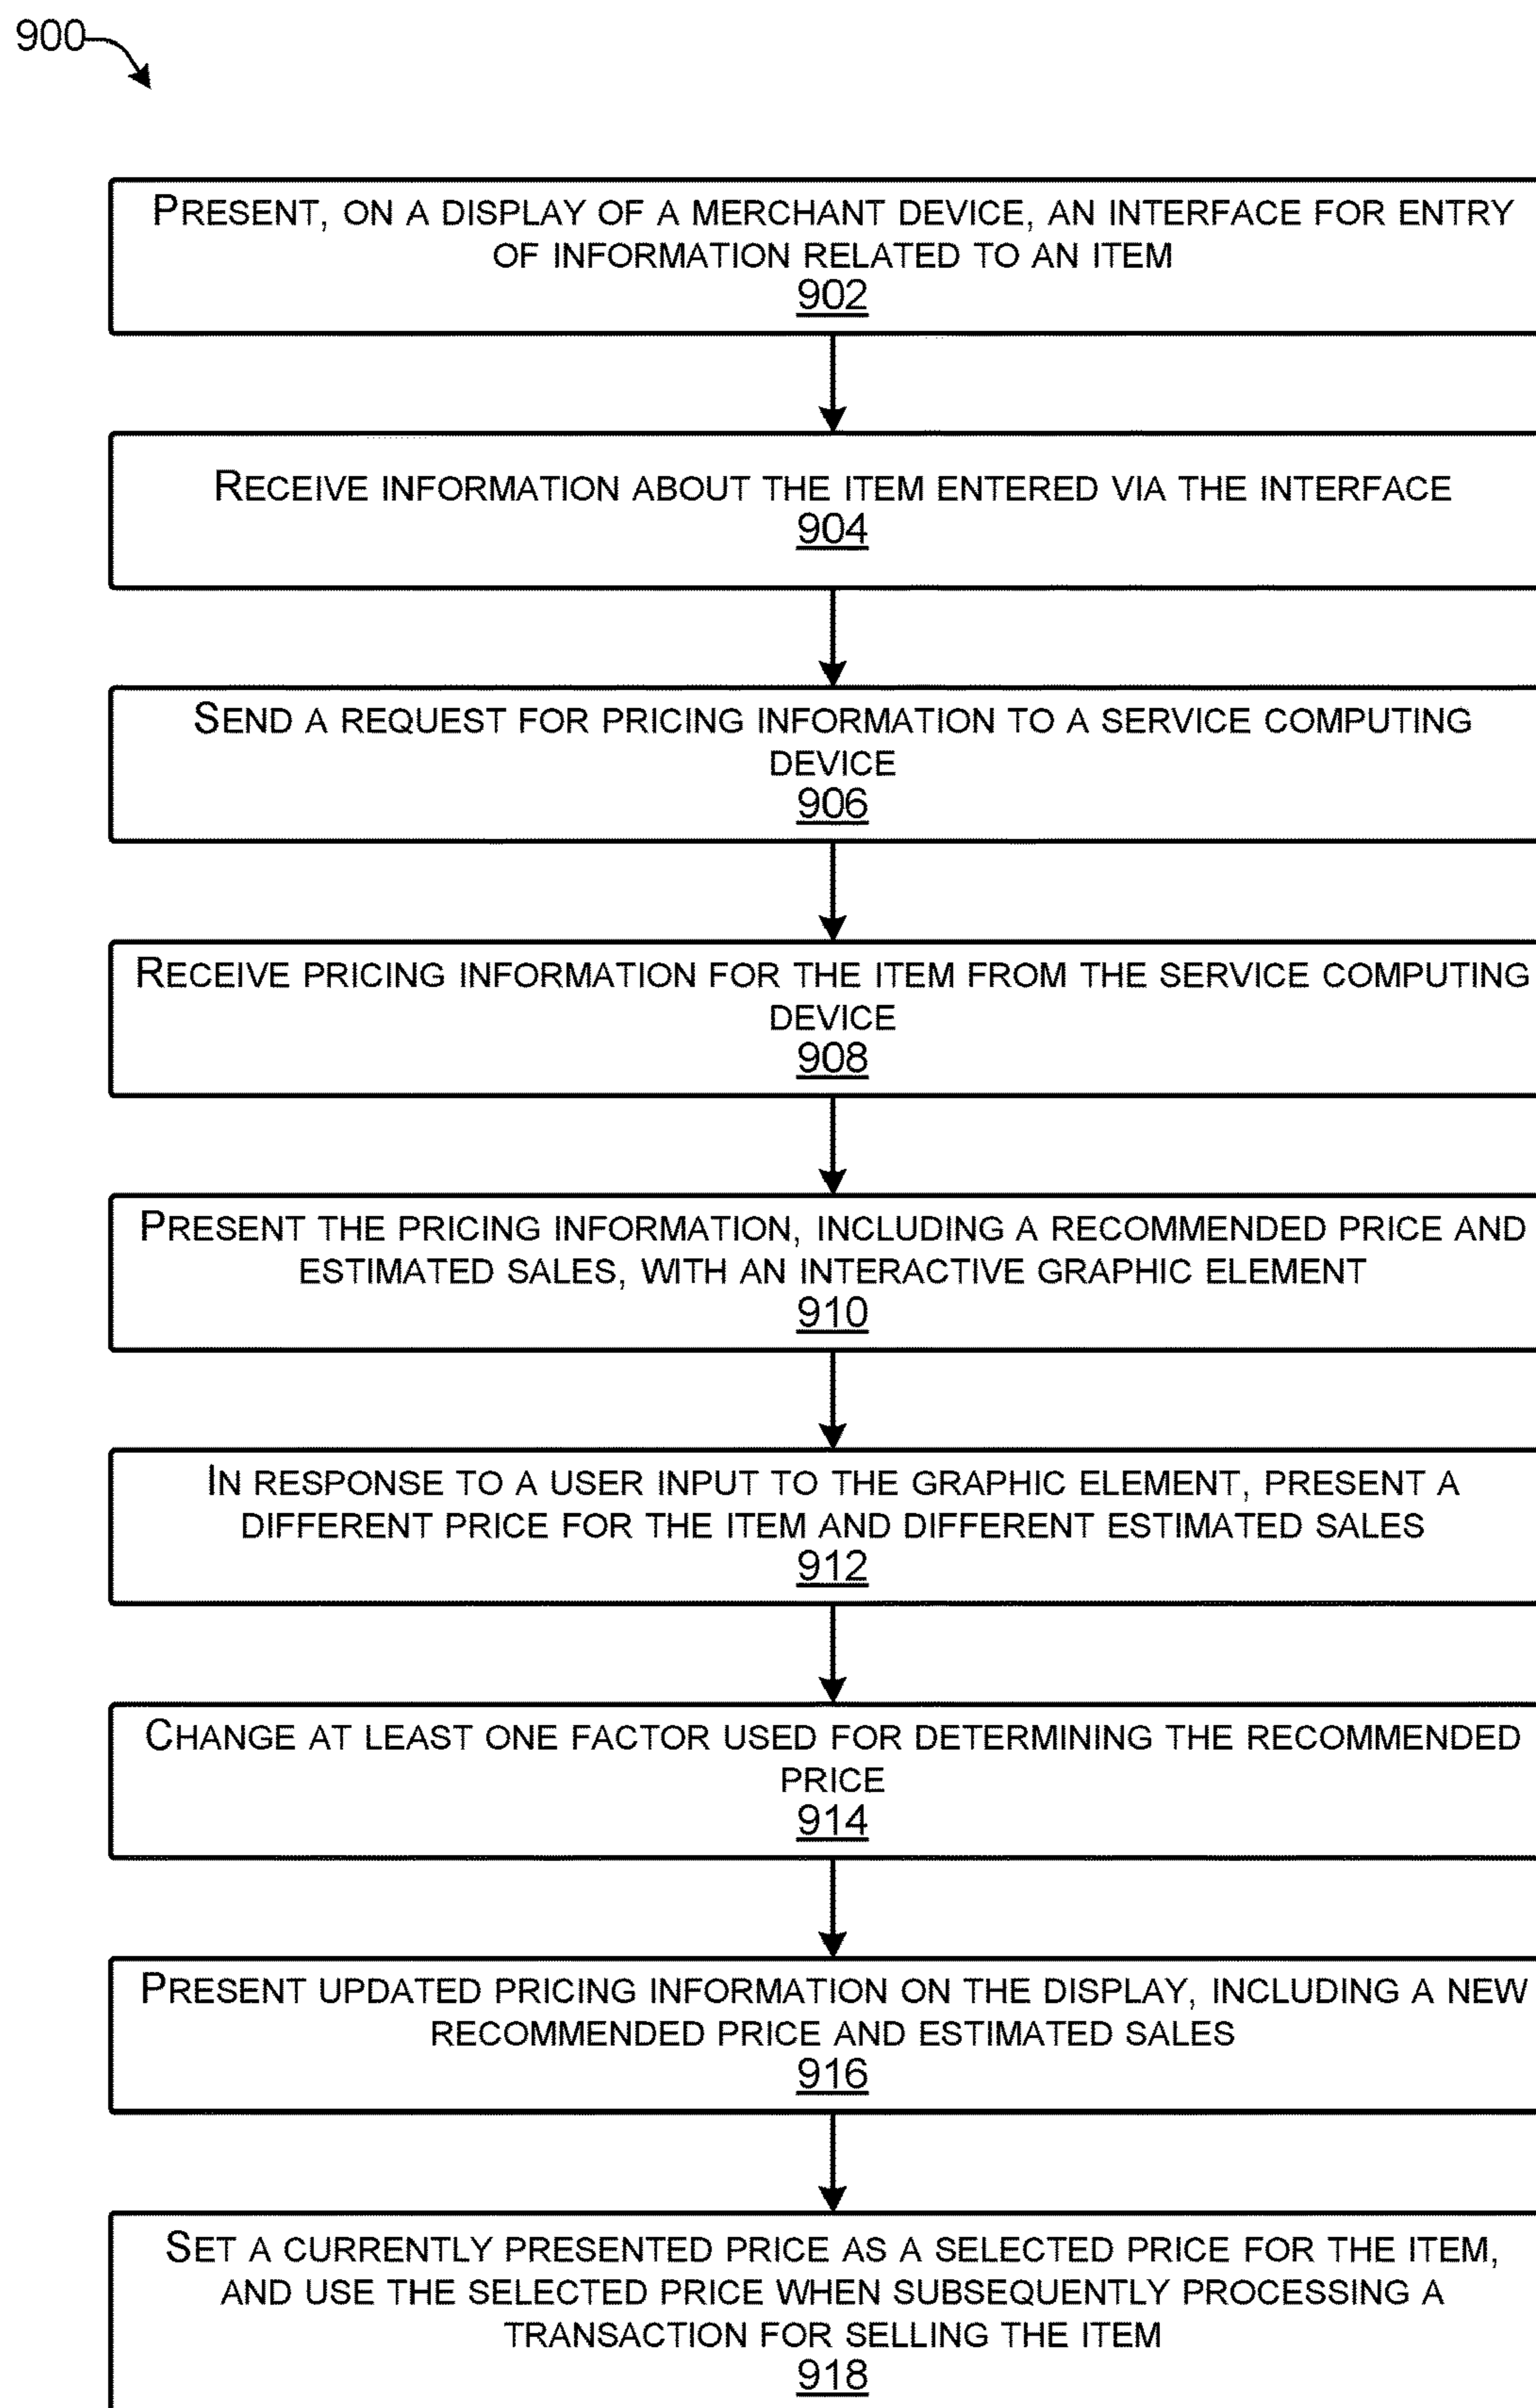 900
PRESENT, ON A DISPLAY OF A MERCHANT DEVICE, AN INTERFACE FOR ENTRY
OF INFORMATION RELATED TO AN ITEM
902
RECEIVE INFORMATION ABOUT THE ITEM ENTERED VIA THE INTERFACE
904
SEND A REQUEST FOR PRICING INFORMATION TO A SERVICE COMPUTING
DEVICE
906
RECEIVE PRICING INFORMATION FOR THE ITEM FROM THE SERVICE COMPUTING
DEVICE
908
PRESENT THE PRICING INFORMATION, INCLUDING A RECOMMENDED PRICE AND
ESTIMATED SALES, WITH AN INTERACTIVE GRAPHIC ELEMENT
910
IN RESPONSE TO A USER INPUT TO THE GRAPHIC ELEMENT, PRESENT A
DIFFERENT PRICE FOR THE ITEM AND DIFFERENT ESTIMATED SALES
912
CHANGE AT LEAST ONE FACTOR USED FOR DETERMINING THE RECOMMENDED
PRICE
914
PRESENT UPDATED PRICING INFORMATION ON THE DISPLAY, INCLUDING A NEW
RECOMMENDED PRICE AND ESTIMATED SALES
916
SET A CURRENTLY PRESENTED PRICE AS A SELECTED PRICE FOR THE ITEM,
AND USE THE SELECTED PRICE WHEN SUBSEQUENTLY PROCESSING A
TRANSACTION FOR SELLING THE ITEM
918